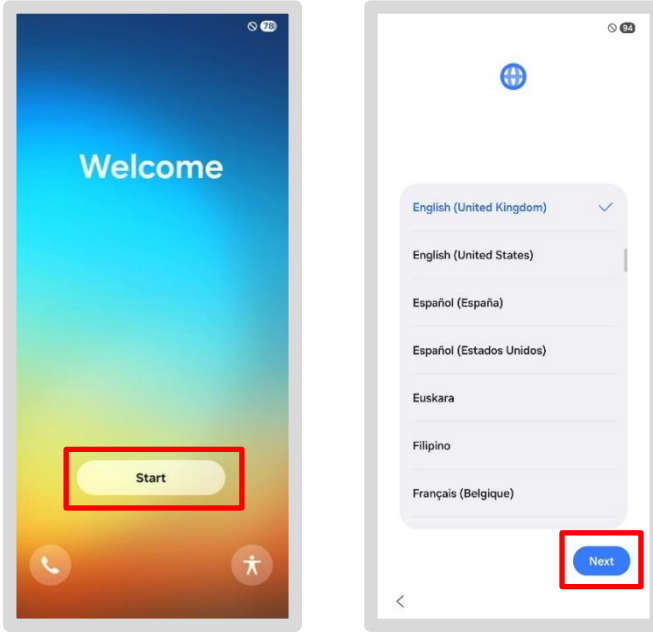 78
Welcome
Start
94
English (United Kingdom)
English (United States)
Español (España)
Español (Estados Unidos)
Euskara
Filipino
Français (Belgique)
Next